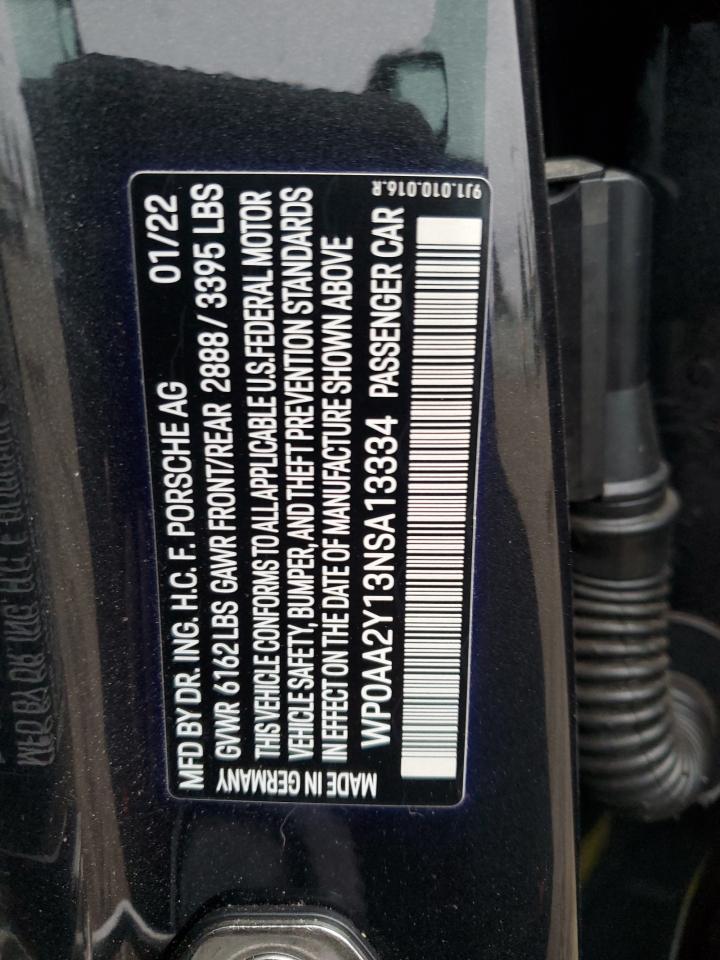 MFD BY DR. ING. H.C. F. PORSCHE AG 01/22
GVWR 6162 LBS GAWR FRONT/REAR 2888 / 3395 LBS
THIS VEHICLE CONFORMS TO ALL APPLICABLE U.S. FEDERAL MOTOR
VEHICLE SAFETY, BUMPER, AND THEFT PREVENTION STANDARDS
IN EFFECT ON THE DATE OF MANUFACTURE SHOWN ABOVE
WP0AA2Y13NSA13334 PASSENGER CAR
MADE IN GERMANY
9J1.010.016.R